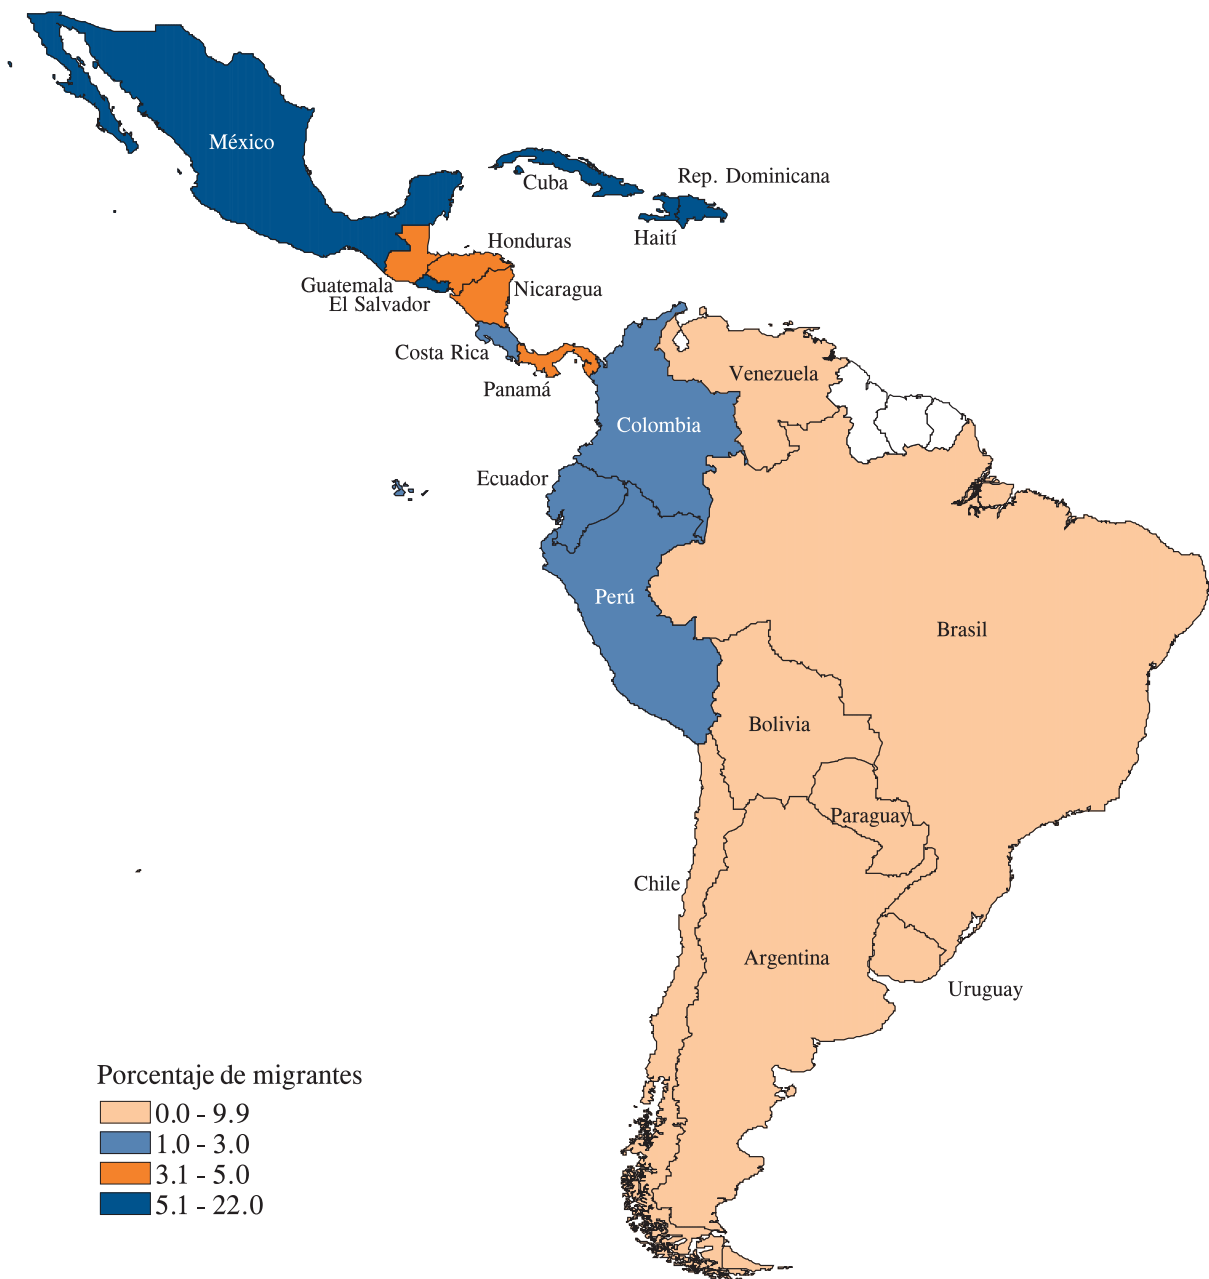 México
Cuba
Rep. Dominicana
Haití
Honduras
Guatemala
Nicaragua
El Salvador
Costa Rica
Panamá
Venezuela
Colombia
Ecuador
Perú
Brasil
Bolivia
Paraguay
Chile
Argentina
Uruguay
Porcentaje de migrantes
0.0 - 9.9
1.0 - 3.0
3.1 - 5.0
5.1 - 22.0